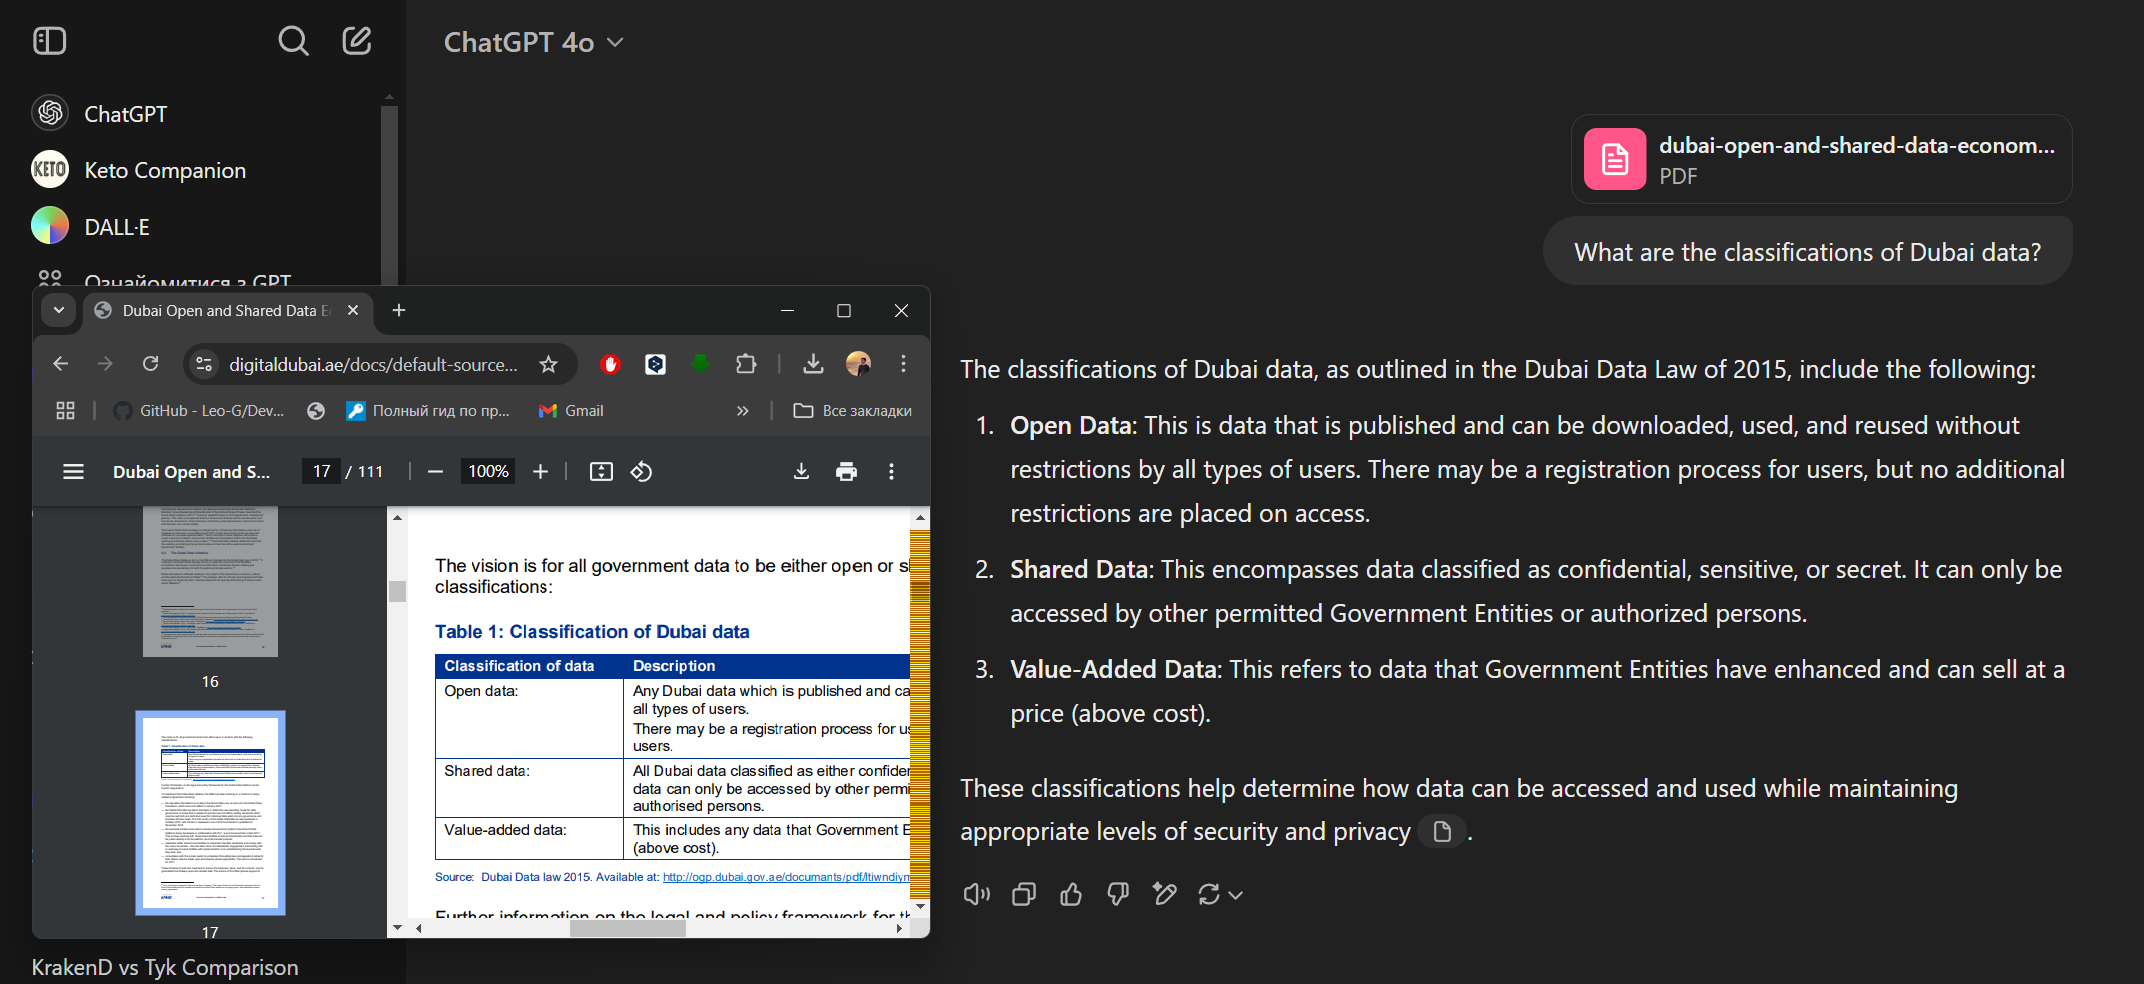 ChatGPT 4o
ChatGPT
KETO
Keto Companion
DALL·E
Ознайомитися з GPT
dubai-open-and-shared-data-econom...
PDF
What are the classifications of Dubai data?
Dubai Open and Shared Data E
digitaldubai.ae/docs/default-source...
GitHub - Leo-G/Dev...
Полный гид по пр...
Gmail
»
Все закладки
Dubai Open and S...
17 / 111
100%
16
17
The vision is for all government data to be either open or s
classifications:
Table 1: Classification of Dubai data
Classification of data Description
Open data: Any Dubai data which is published and ca
all types of users.
There may be a registration process for us
users.
Shared data: All Dubai data classified as either confider
data can only be accessed by other permi
authorised persons.
Value-added data: This includes any data that Government E
(above cost).
Source: Dubai Data law 2015. Available at: http://ogp.dubai.gov.ae/documants/pdf/
Further information on the legal and policy framework for th
The classifications of Dubai data, as outlined in the Dubai Data Law of 2015, include the following:
1. Open Data: This is data that is published and can be downloaded, used, and reused without
restrictions by all types of users. There may be a registration process for users, but no additional
restrictions are placed on access.
2. Shared Data: This encompasses data classified as confidential, sensitive, or secret. It can only be
accessed by other permitted Government Entities or authorized persons.
3. Value-Added Data: This refers to data that Government Entities have enhanced and can sell at a
price (above cost).
These classifications help determine how data can be accessed and used while maintaining
appropriate levels of security and privacy .
KrakenD vs Tyk Comparison